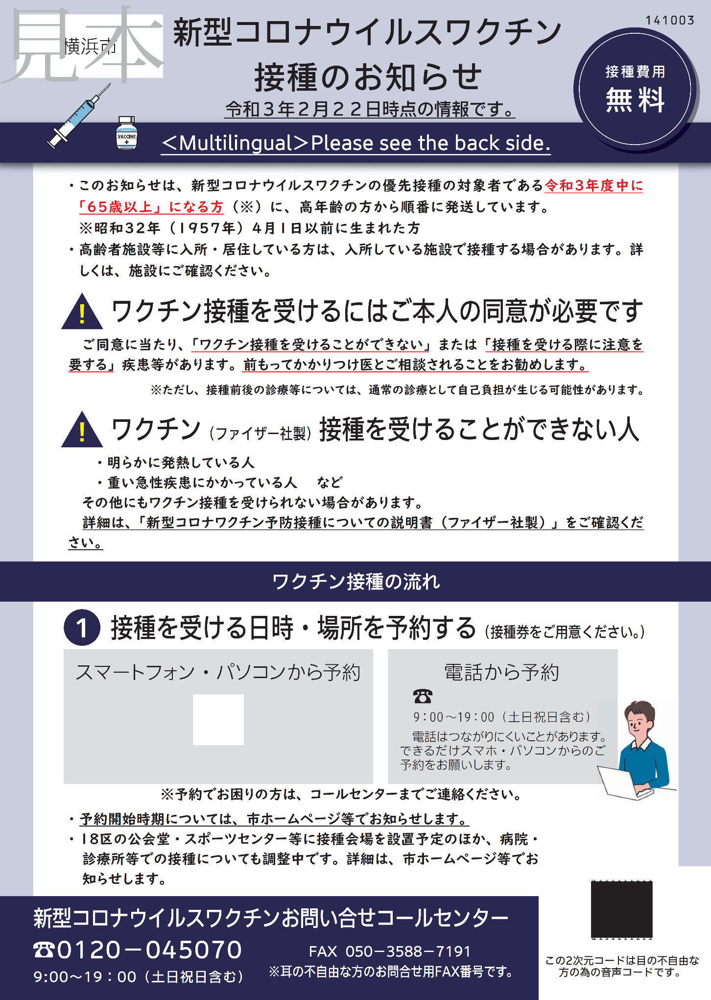 見本
横浜市
新型コロナウイルスワクチン
接種のお知らせ
令和３年２月２２日時点の情報です。
141003
接種費用
無料
VACCINE
＜Multilingual＞Please see the back side.
・このお知らせは、新型コロナウイルスワクチンの優先接種の対象者である令和3年度中に
「65歳以上」になる方（※）に、高年齢の方から順番に発送しています。
※昭和32年（1957年）4月1日以前に生まれた方
・高齢者施設等に入所・居住している方は、入所している施設で接種する場合があります。詳
しくは、施設にご確認ください。
! ワクチン接種を受けるにはご本人の同意が必要です
ご同意に当たり、「ワクチン接種を受けることができない」または「接種を受ける際に注意を
要する」疾患等があります。前もってかかりつけ医とご相談されることをお勧めします。
※ただし、接種前後の診療等については、通常の診療として自己負担が生じる可能性があります。
! ワクチン（ファイザー社製）接種を受けることができない人
・明らかに発熱している人
・重い急性疾患にかかっている人　など
その他にもワクチン接種を受けられない場合があります。
詳細は、「新型コロナワクチン予防接種についての説明書（ファイザー社製）」をご確認くだ
さい。
ワクチン接種の流れ
1 接種を受ける日時・場所を予約する（接種券をご用意ください。）
スマートフォン・パソコンから予約
電話から予約
☎
9：00～19：00（土日祝日含む）
電話はつながりにくいことがあります。
できるだけスマホ・パソコンからのご
予約をお願いします。
※予約でお困りの方は、コールセンターまでご連絡ください。
・予約開始時期については、市ホームページ等でお知らせします。
・18区の公会堂・スポーツセンター等に接種会場を設置予定のほか、病院・
診療所等での接種についても調整中です。詳細は、市ホームページ等でお
知らせします。
新型コロナウイルスワクチンお問い合せコールセンター
☎0120－045070
9:00～19：00（土日祝日含む）
FAX 050－3588－7191
※耳の不自由な方のお問合せ用FAX番号です。
この2次元コードは目の不自由な
方の為の音声コードです。